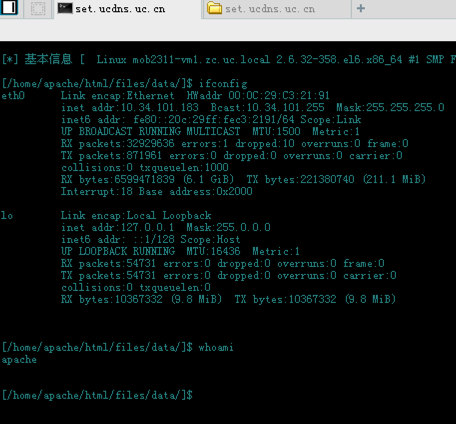 set.ucdns.uc.cn set.ucdns.uc.cn
[*] 基本信息 [ Linux mob2311-vm1.zc.uc.local 2.6.32-358.el6.x86_64 #1 SMP F
[/home/apache/html/files/data/]$ ifconfig
eth0 Link encap:Ethernet HWaddr 00:0C:29:C3:21:91
inet addr:10.34.101.183 Bcast:10.34.101.255 Mask:255.255.255.0
inet6 addr: fe80::20c:29ff:fec3:2191/64 Scope:Link
UP BROADCAST RUNNING MULTICAST MTU:1500 Metric:1
RX packets:32929636 errors:1 dropped:10 overruns:0 frame:0
TX packets:871961 errors:0 dropped:0 overruns:0 carrier:0
collisions:0 txqueuelen:1000
RX bytes:6599471839 (6.1 GiB) TX bytes:221380740 (211.1 MiB)
Interrupt:18 Base address:0x2000
lo Link encap:Local Loopback
inet addr:127.0.0.1 Mask:255.0.0.0
inet6 addr: ::1/128 Scope:Host
UP LOOPBACK RUNNING MTU:16436 Metric:1
RX packets:54731 errors:0 dropped:0 overruns:0 frame:0
TX packets:54731 errors:0 dropped:0 overruns:0 carrier:0
collisions:0 txqueuelen:0
RX bytes:10367332 (9.8 MiB) TX bytes:10367332 (9.8 MiB)
[/home/apache/html/files/data/]$ whoami
apache
[/home/apache/html/files/data/]$